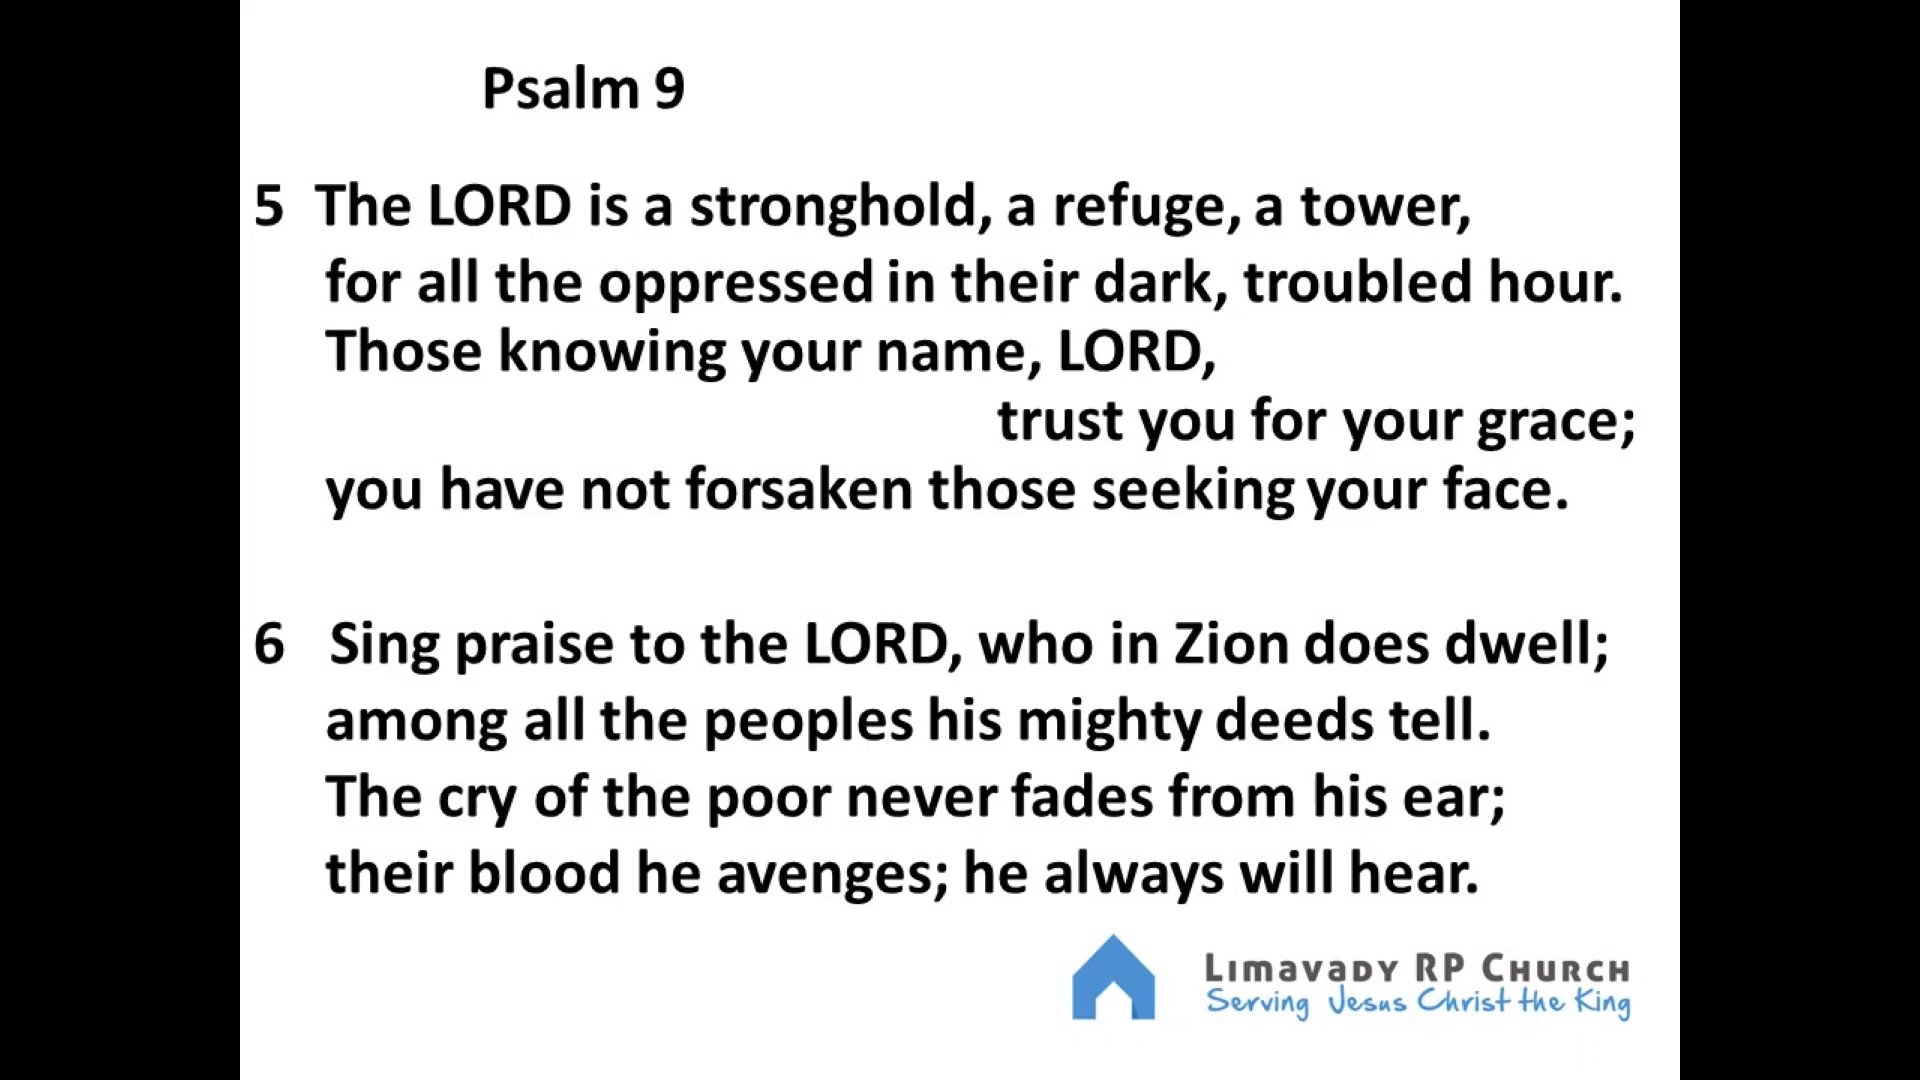 Psalm 9
5 The LORD is a stronghold, a refuge, a tower,
for all the oppressed in their dark, troubled hour.
Those knowing your name, LORD,
trust you for your grace;
you have not forsaken those seeking your face.
6 Sing praise to the LORD, who in Zion does dwell;
among all the peoples his mighty deeds tell.
The cry of the poor never fades from his ear;
their blood he avenges; he always will hear.
LIMAVADY RP CHURCH
Serving Jesus Christ the King